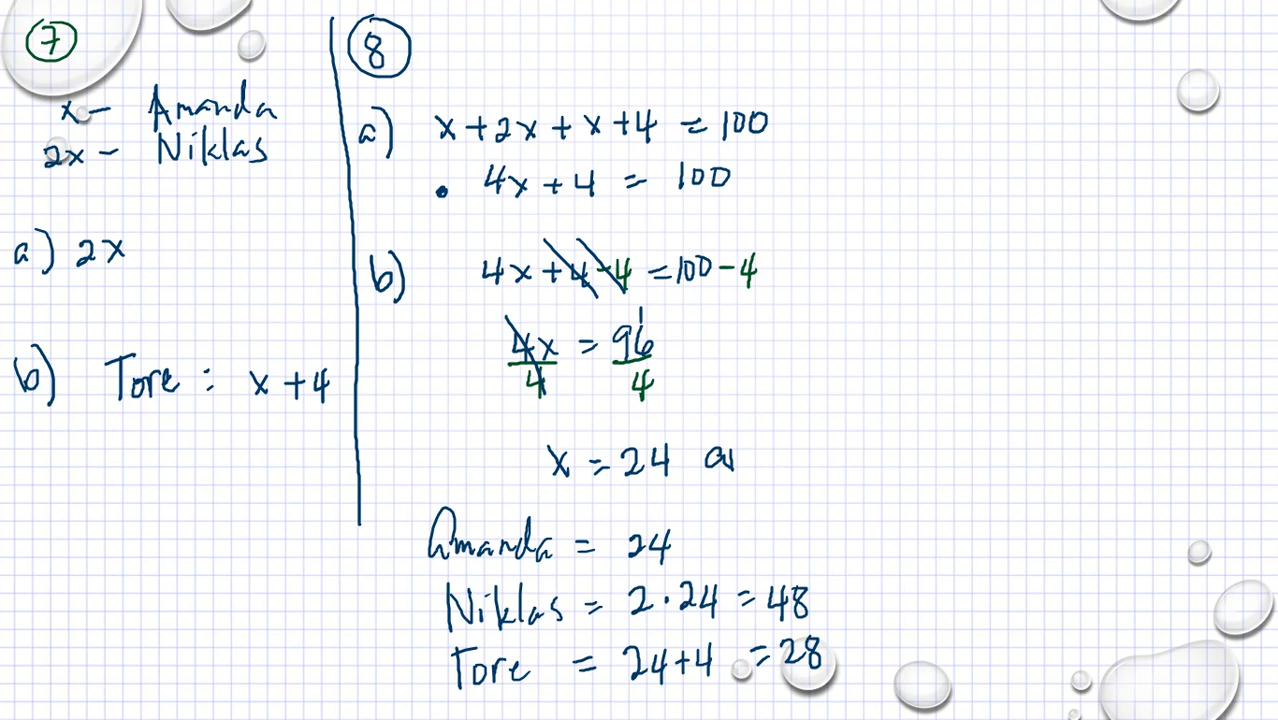 7
x - Amanda
2x - Niklas
a) 2x
b) Tore : x + 4
8
a) x + 2x + x + 4 = 100
• 4x + 4 = 100
b) 4x + 4 - 4 = 100 - 4
4x/4 = 96/4
x = 24
Amanda = 24
Niklas = 2 · 24 = 48
Tore = 24 + 4 = 28